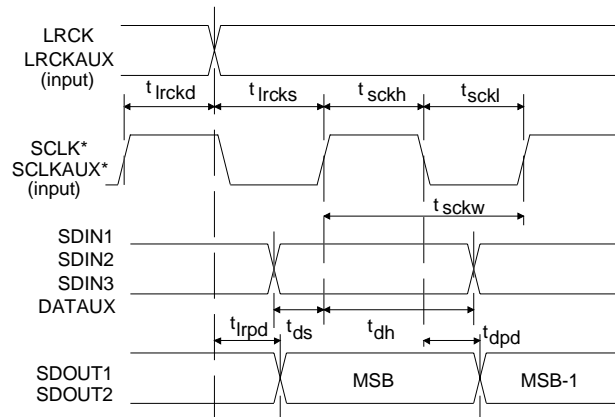 LRCK
LRCKAUX
(input)
t lrckd
t lrcks
t sckh
t sckl
SCLK*
SCLKAUX*
(input)
t sckw
SDIN1
SDIN2
SDIN3
DATAUX
t lrpd
t ds
t dh
t dpd
SDOUT1
SDOUT2
MSB
MSB-1